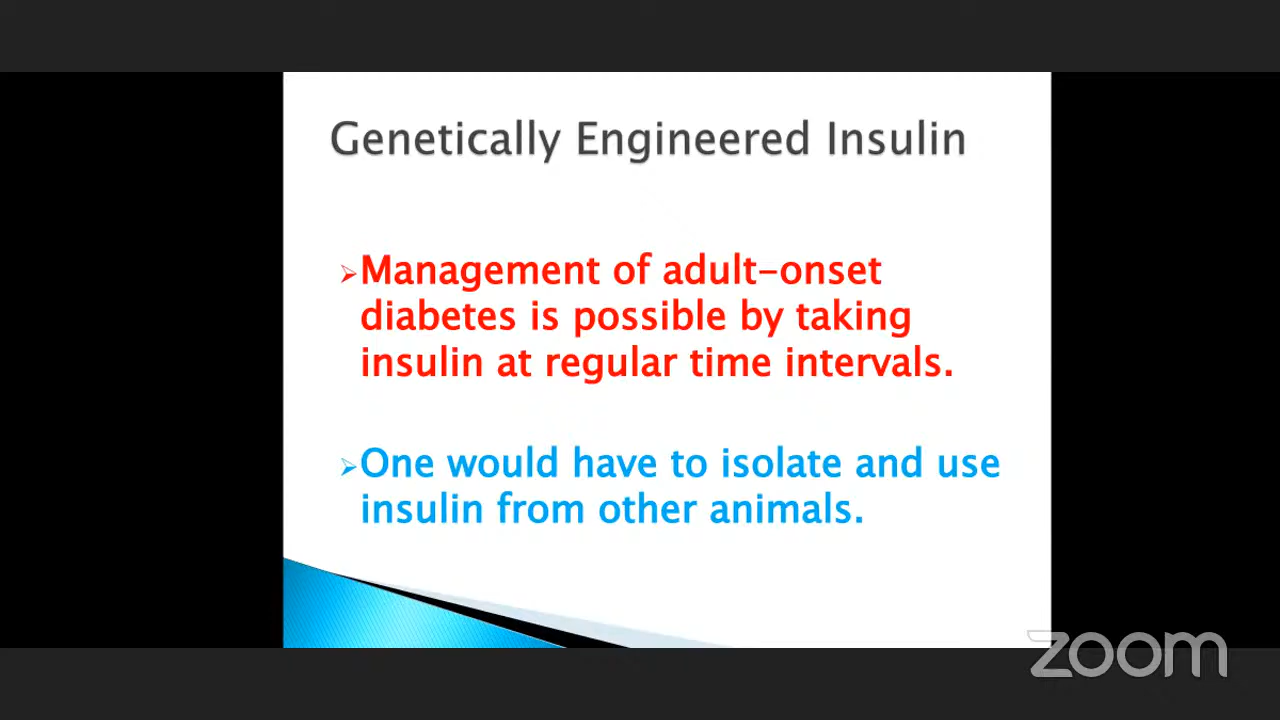 Genetically Engineered Insulin
➢Management of adult-onset
diabetes is possible by taking
insulin at regular time intervals.
➢One would have to isolate and use
insulin from other animals.
zoom